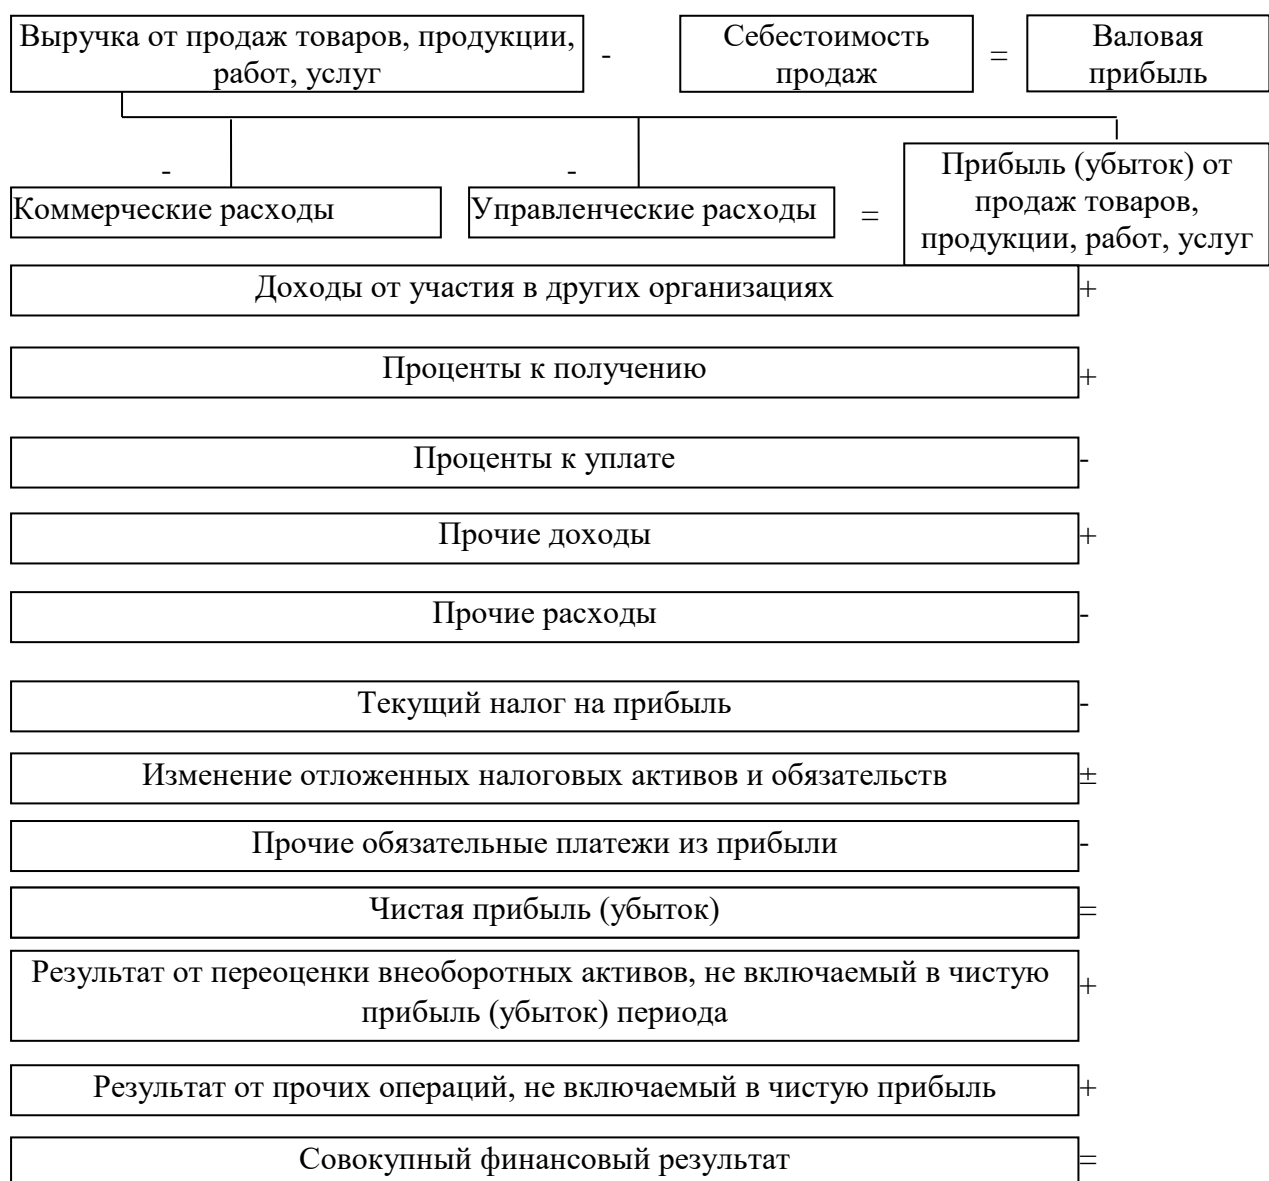 Выручка от продаж товаров, продукции,
работ, услуг
-
Себестоимость
продаж
=
Валовая
прибыль
-
Коммерческие расходы
-
Управленческие расходы
=
Прибыль (убыток) от
продаж товаров,
продукции, работ, услуг
Доходы от участия в других организациях +
Проценты к получению +
Проценты к уплате -
Прочие доходы +
Прочие расходы -
Текущий налог на прибыль -
Изменение отложенных налоговых активов и обязательств ±
Прочие обязательные платежи из прибыли -
Чистая прибыль (убыток) =
Результат от переоценки внеоборотных активов, не включаемый в чистую +
прибыль (убыток) периода
Результат от прочих операций, не включаемый в чистую прибыль +
Совокупный финансовый результат =